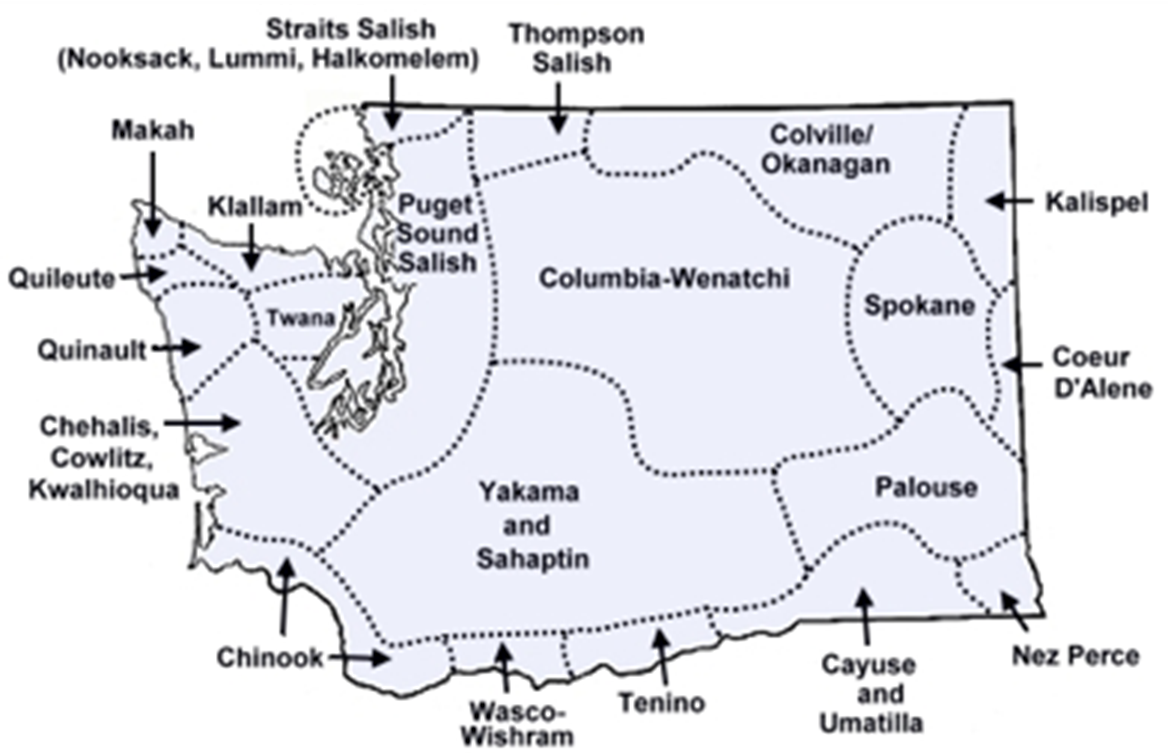 Straits Salish
(Nooksack, Lummi, Halkomelem)
Thompson
Salish
Makah
Colville/
Okanagan
Klallam
Puget
Sound
Salish
Kalispel
Quileute
Columbia-Wenatchi
Spokane
Twana
Quinault
Coeur
D'Alene
Chehalis,
Cowlitz,
Kwalhioqua
Yakama
and
Sahaptin
Palouse
Chinook
Wasco-
Wishram
Tenino
Cayuse
and
Umatilla
Nez Perce